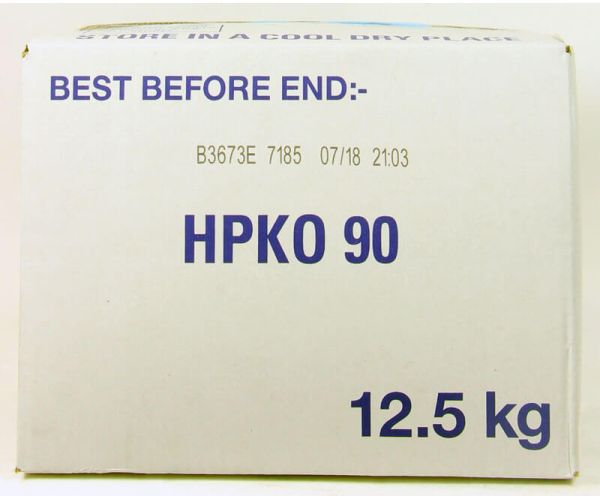 STORE IN A COOL DRY PLACE
BEST BEFORE END:-
B3673E 7185 07/18 21:03
HPKO 90
12.5 kg